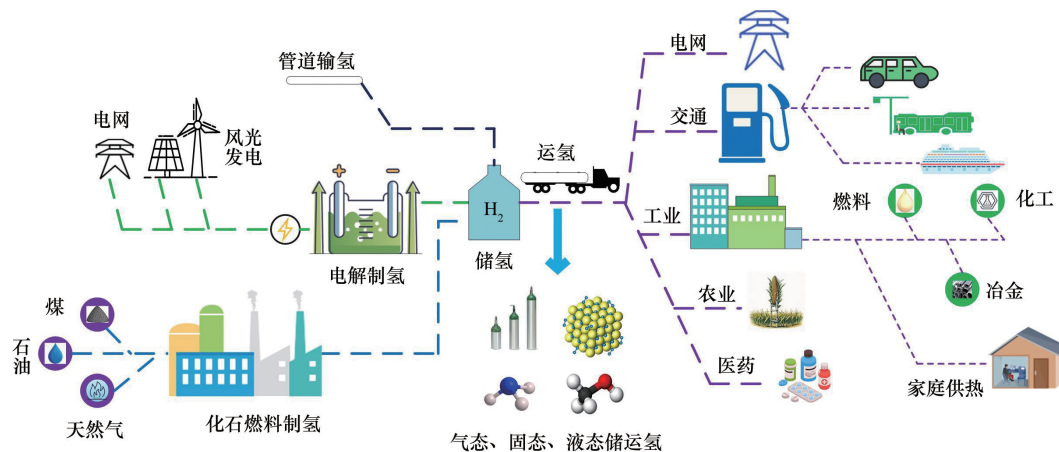 管道输氢
电网
风光
发电
+
−
电解制氢
H₂
储氢
运氢
煤
石油
天然气
化石燃料制氢
气态、固态、液态储运氢
电网
交通
工业
农业
医药
燃料
化工
冶金
家庭供热